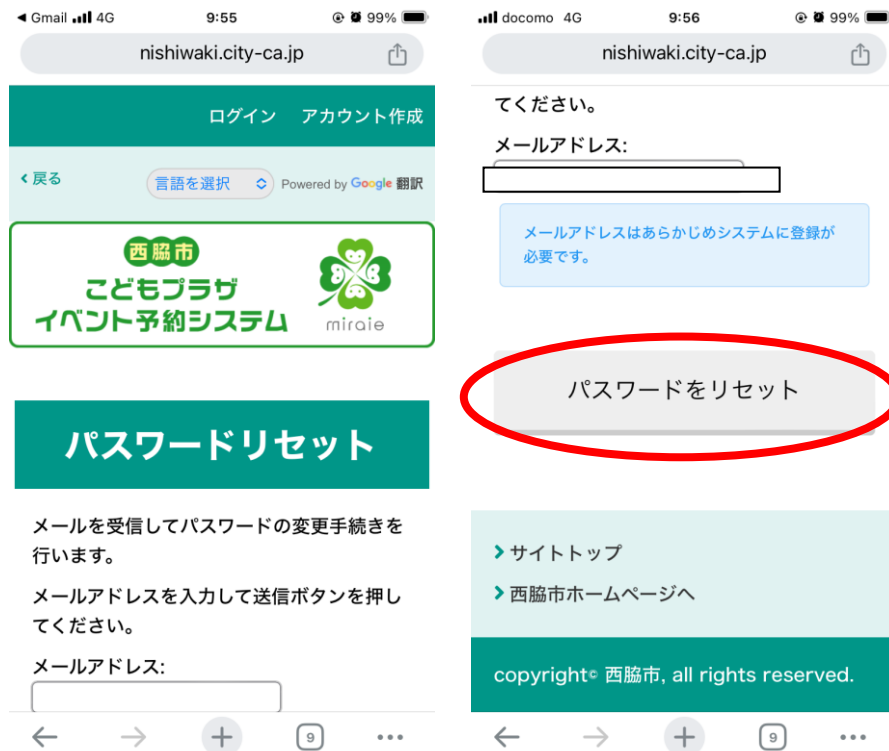 Gmail 4G 9:55 99%
nishiwaki.city-ca.jp
ログイン アカウント作成
戻る 言語を選択 Powered by Google 翻訳
西脇市
こどもプラザ
イベント予約システム
miraie
パスワードリセット
メールを受信してパスワードの変更手続きを
行います。
メールアドレスを入力して送信ボタンを押し
てください。
メールアドレス:
9
docomo 4G 9:56 99%
nishiwaki.city-ca.jp
てください。
メールアドレス:
メールアドレスはあらかじめシステムに登録が
必要です。
パスワードをリセット
サイトトップ
西脇市ホームページへ
copyright© 西脇市, all rights reserved.
9